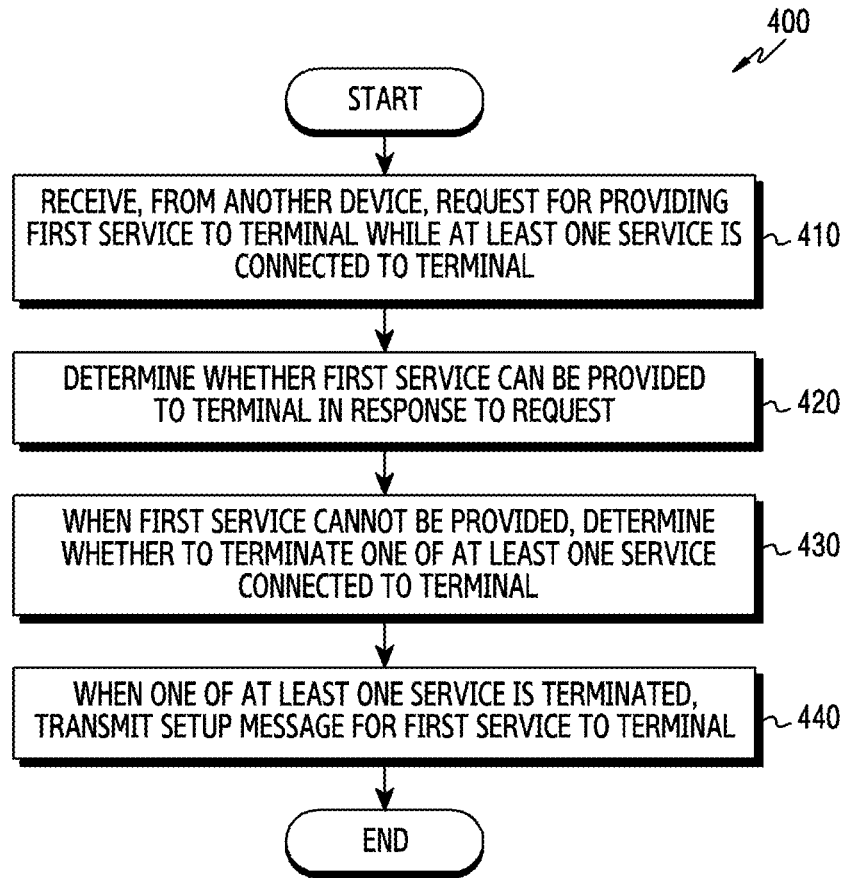 400
START
RECEIVE, FROM ANOTHER DEVICE, REQUEST FOR PROVIDING
FIRST SERVICE TO TERMINAL WHILE AT LEAST ONE SERVICE IS
CONNECTED TO TERMINAL
410
DETERMINE WHETHER FIRST SERVICE CAN BE PROVIDED
TO TERMINAL IN RESPONSE TO REQUEST
420
WHEN FIRST SERVICE CANNOT BE PROVIDED, DETERMINE
WHETHER TO TERMINATE ONE OF AT LEAST ONE SERVICE
CONNECTED TO TERMINAL
430
WHEN ONE OF AT LEAST ONE SERVICE IS TERMINATED,
TRANSMIT SETUP MESSAGE FOR FIRST SERVICE TO TERMINAL
440
END